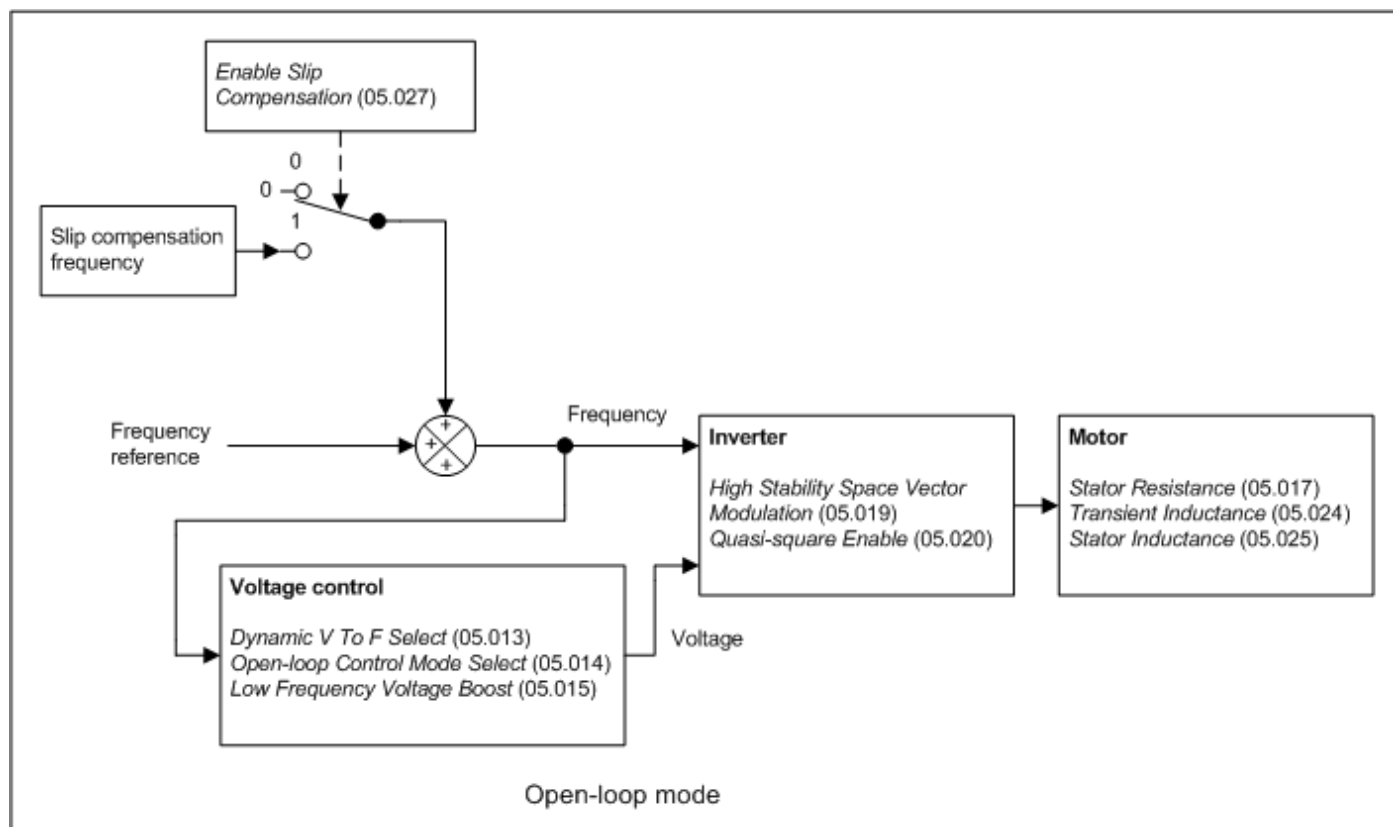 Enable Slip
Compensation (05.027)
0
0
1
Slip compensation
frequency
+
+
+
Frequency
reference
Frequency
Inverter
High Stability Space Vector
Modulation (05.019)
Quasi-square Enable (05.020)
Motor
Stator Resistance (05.017)
Transient Inductance (05.024)
Stator Inductance (05.025)
Voltage control
Dynamic V To F Select (05.013)
Open-loop Control Mode Select (05.014)
Low Frequency Voltage Boost (05.015)
Voltage
Open-loop mode